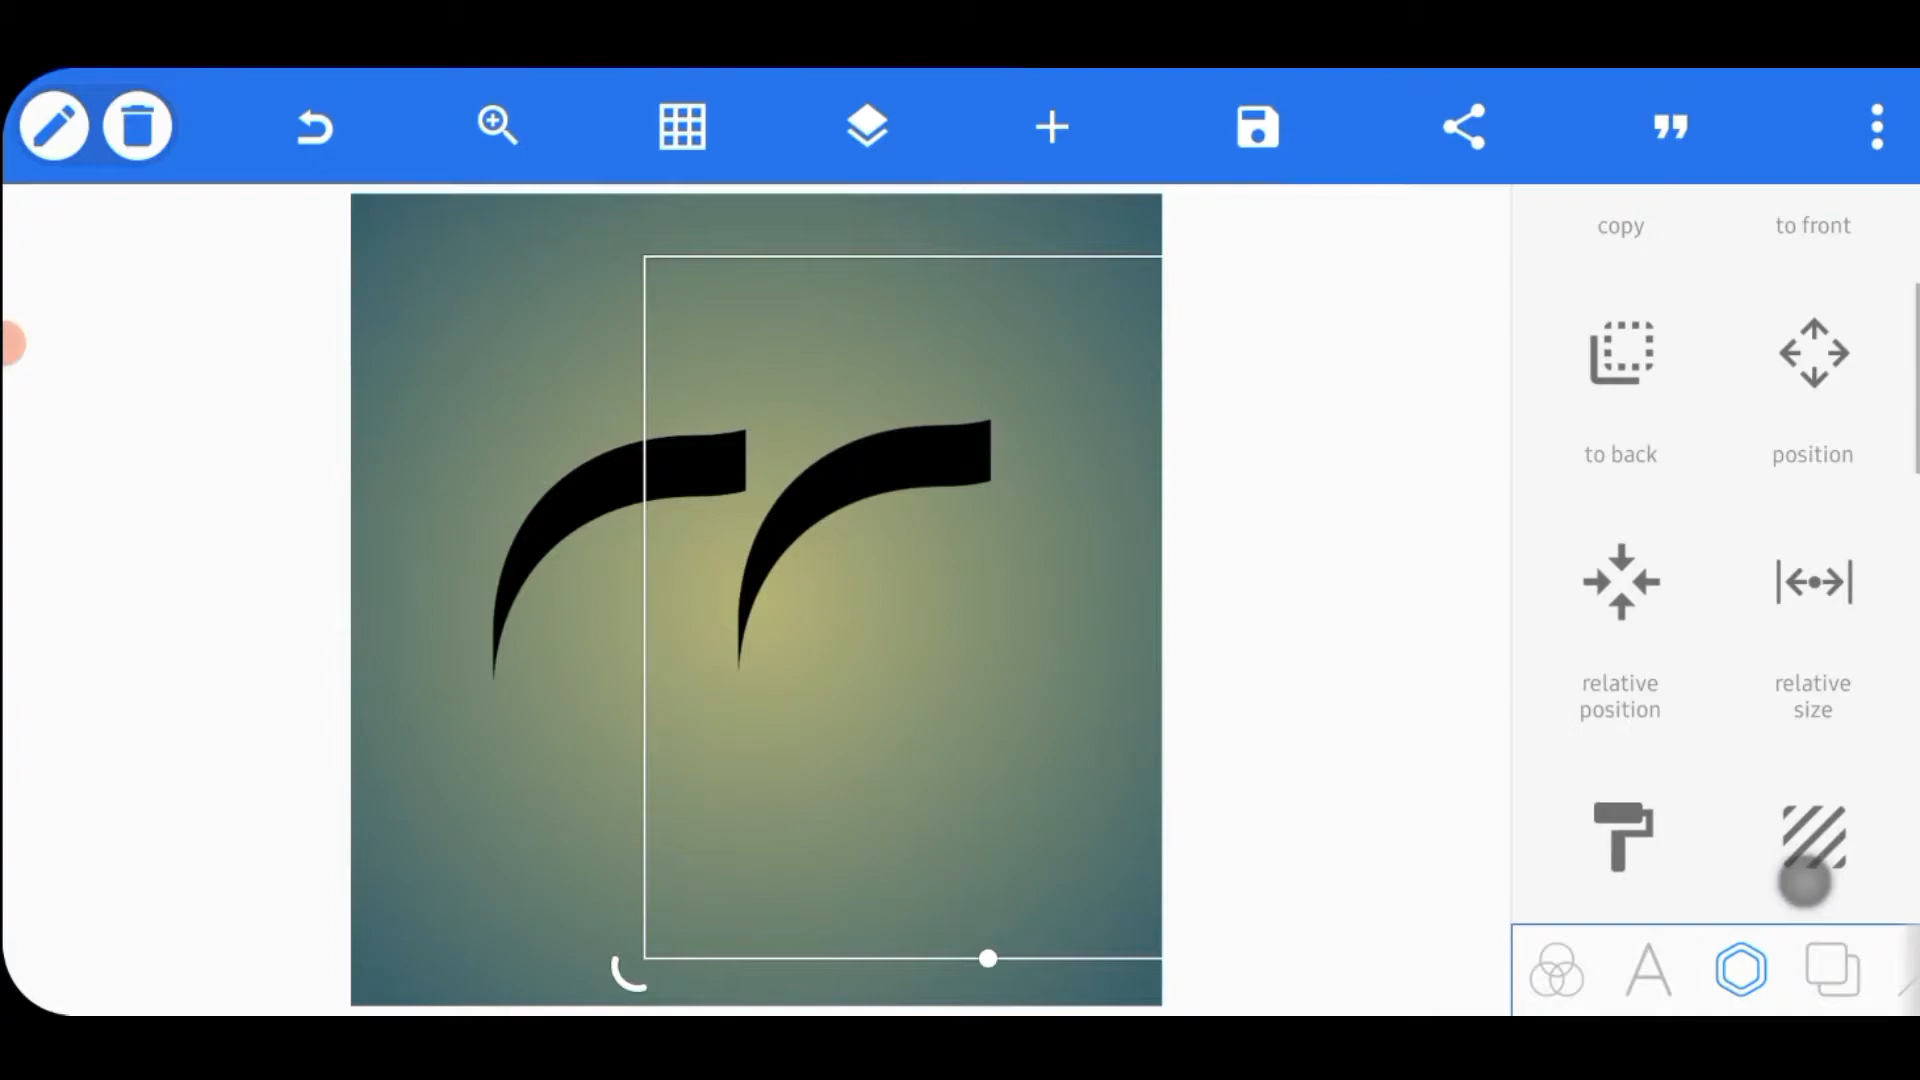 copy
to front
to back
position
relative
position
relative
size